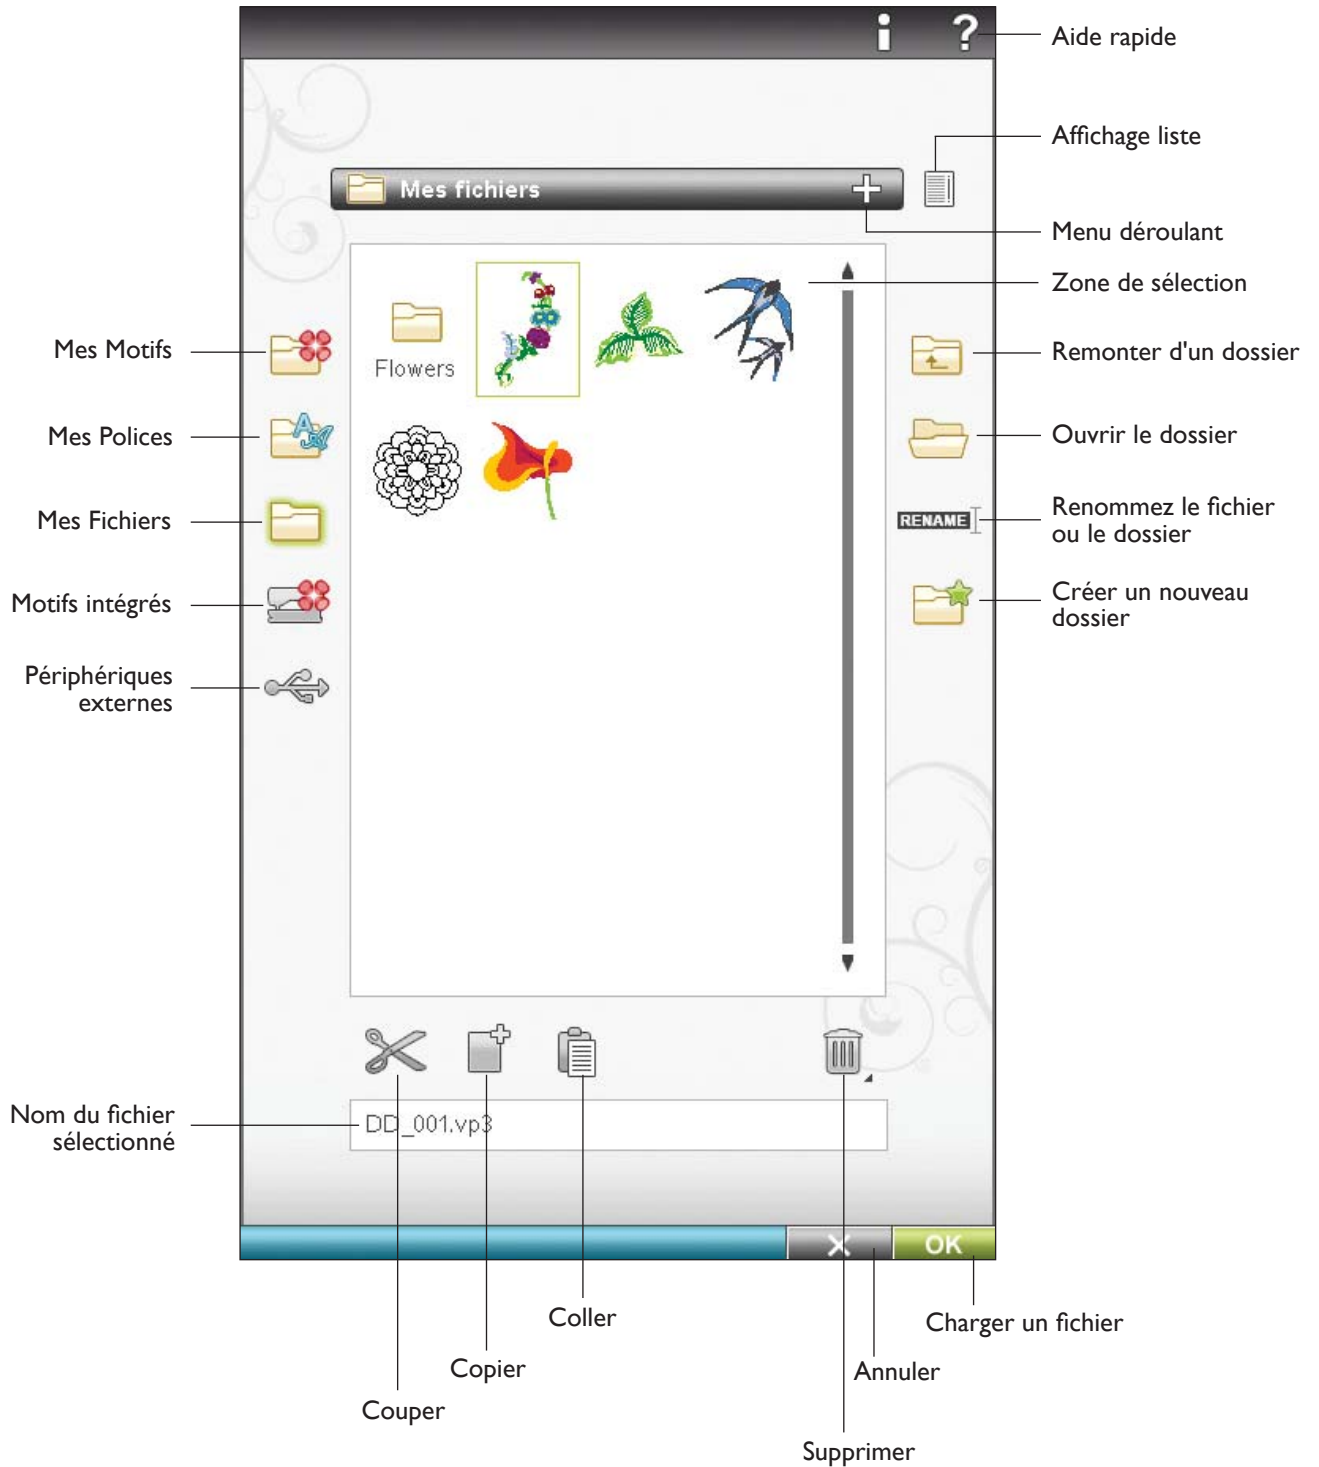 Aide rapide
Affichage liste
Mes fichiers
Menu déroulant
Zone de sélection
Mes Motifs
Flowers
Remonter d'un dossier
Mes Polices
Ouvrir le dossier
Mes Fichiers
RENAME
Renommez le fichier
ou le dossier
Motifs intégrés
Créer un nouveau
dossier
Périphériques
externes
Nom du fichier
sélectionné
DD_001.vp3
OK
Coller
Charger un fichier
Copier
Annuler
Couper
Supprimer